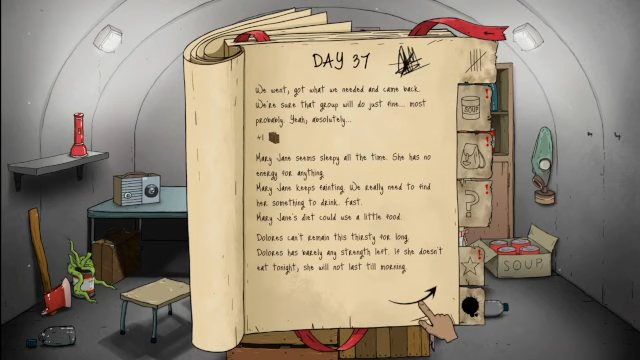 DAY 37
We went, got what we needed and came back.
We're sure that group will do just fine... most
probably. Yeah, absolutely...
+1
Mary Jane seems sleepy all the time. She has no
energy for anything.
Mary Jane keeps fainting. We really need to find
her something to drink. Fast.
Mary Jane's diet could use a little food.
Dolores can't remain this thirsty for long.
Dolores has barely any strength left. If she doesn't
eat tonight, she will not last till morning.
SOUP
?
SOUP